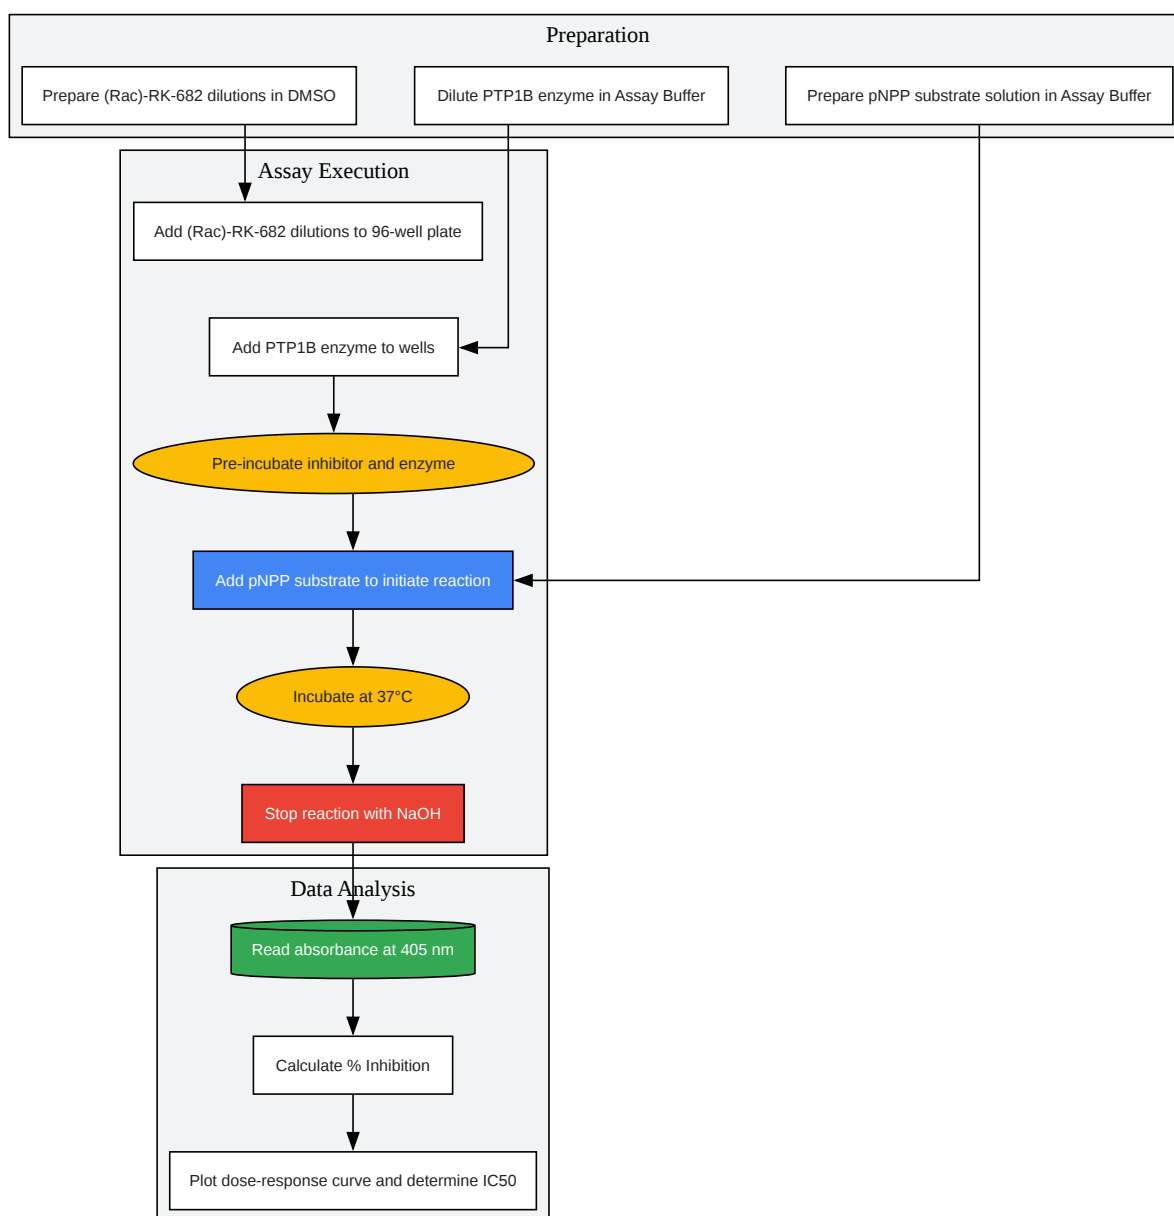 Preparation
Prepare (Rac)-RK-682 dilutions in DMSO
Dilute PTP1B enzyme in Assay Buffer
Prepare pNPP substrate solution in Assay Buffer
Assay Execution
Add (Rac)-RK-682 dilutions to 96-well plate
Add PTP1B enzyme to wells
Pre-incubate inhibitor and enzyme
Add pNPP substrate to initiate reaction
Incubate at 37°C
Stop reaction with NaOH
Data Analysis
Read absorbance at 405 nm
Calculate % Inhibition
Plot dose-response curve and determine IC50